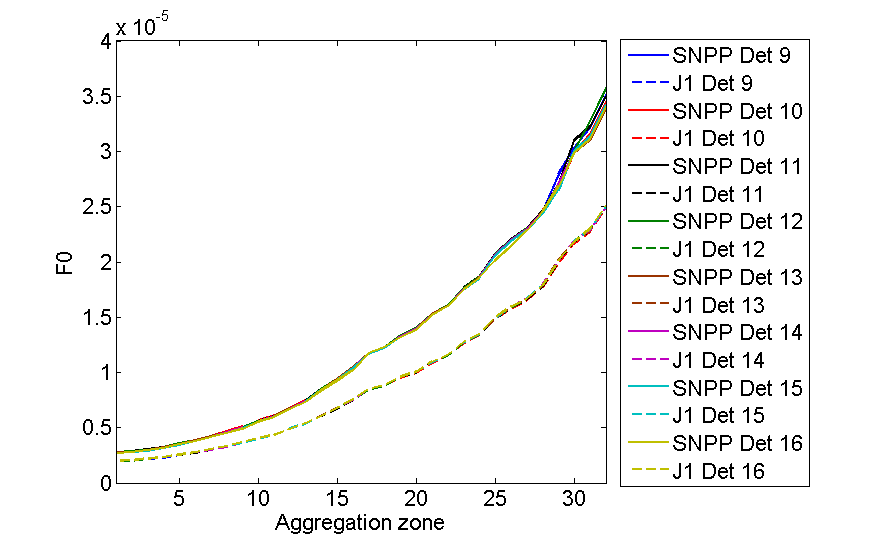 x 10-5
4
3.5
3
2.5
2
1.5
1
0.5
0
F0
5 10 15 20 25 30
Aggregation zone
SNPP Det 9
J1 Det 9
SNPP Det 10
J1 Det 10
SNPP Det 11
J1 Det 11
SNPP Det 12
J1 Det 12
SNPP Det 13
J1 Det 13
SNPP Det 14
J1 Det 14
SNPP Det 15
J1 Det 15
SNPP Det 16
J1 Det 16